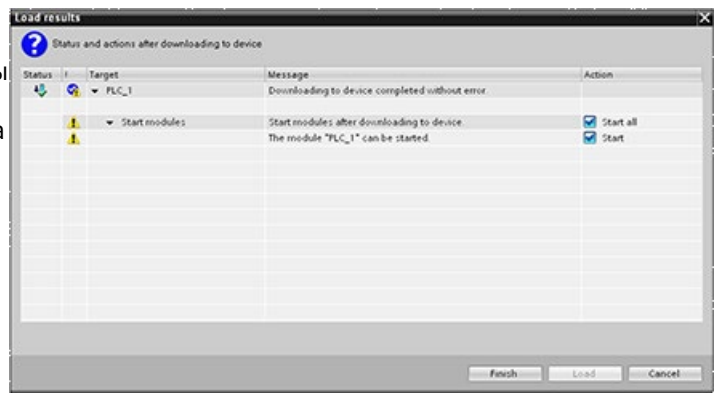 Load results
Status and actions after downloading to device
Status ! Target Message Action
PLC_1 Downloading to device completed without error.
Start modules Start modules after downloading to device. Start all
The module "PLC_1" can be started. Start
Finish Load Cancel